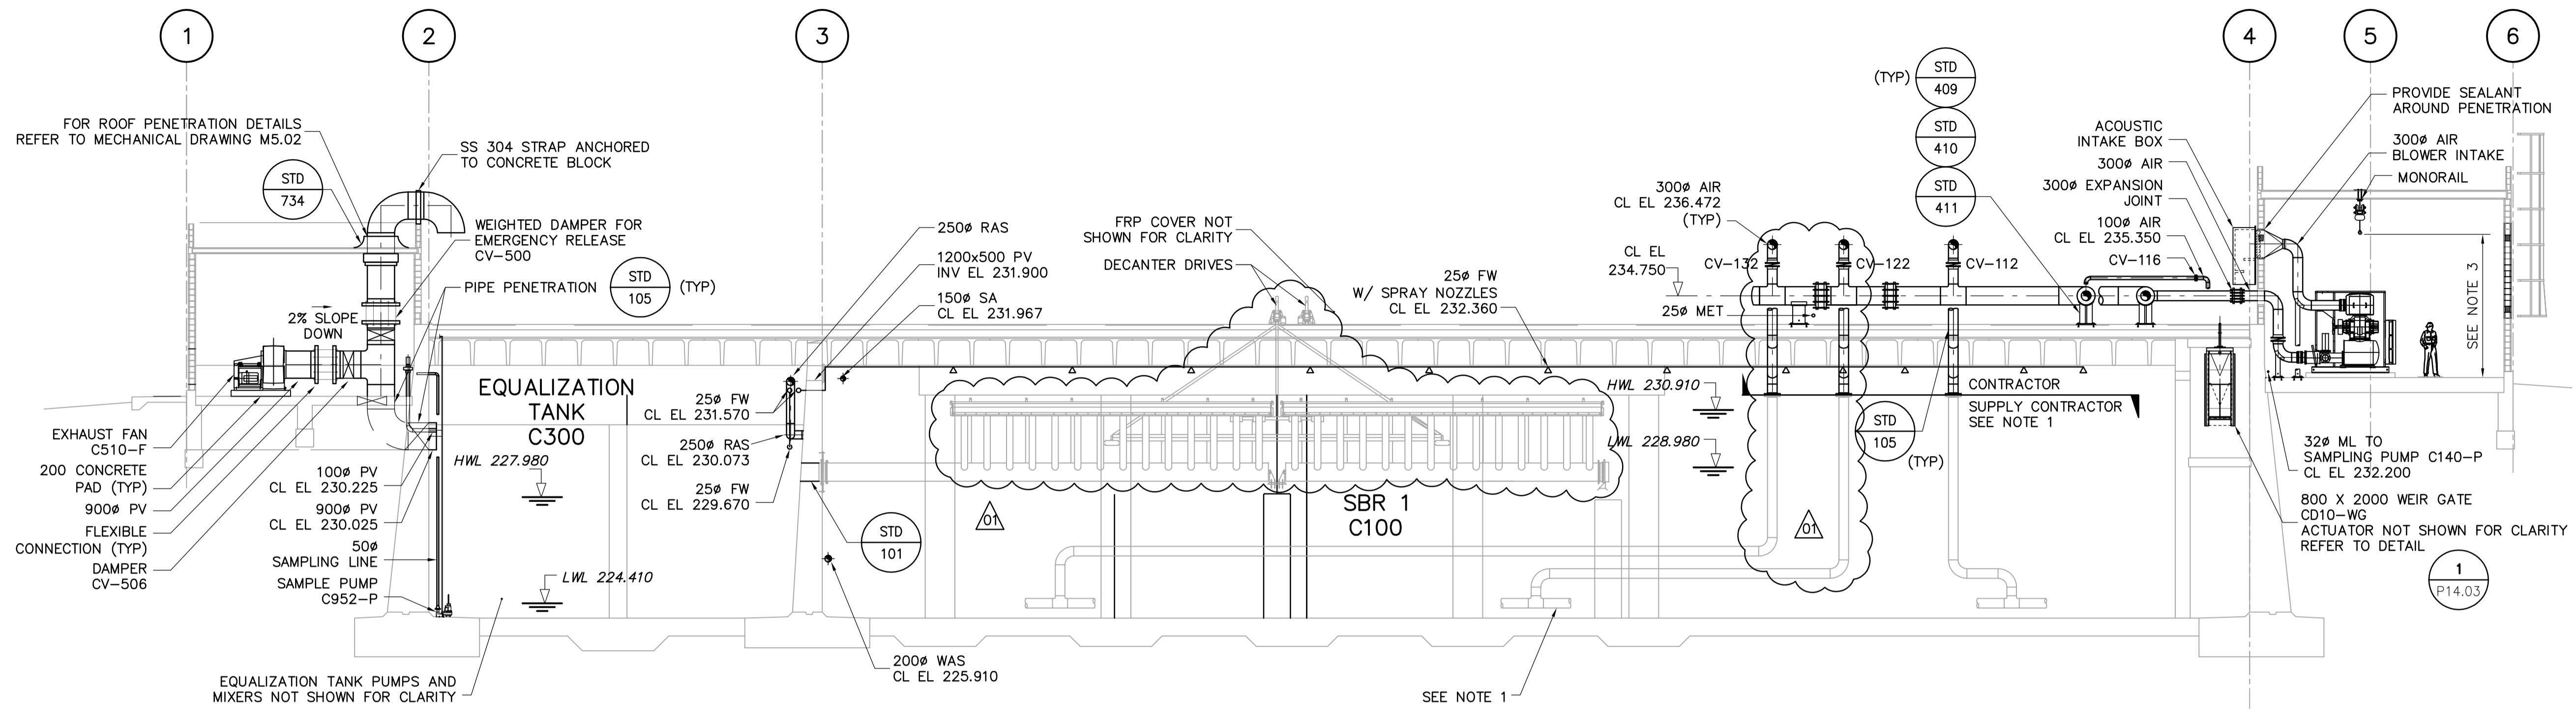 1
2
3
4
5
6
FOR ROOF PENETRATION DETAILS
REFER TO MECHANICAL DRAWING M5.02
STD
734
SS 304 STRAP ANCHORED
TO CONCRETE BLOCK
WEIGHTED DAMPER FOR
EMERGENCY RELEASE
CV-500
PIPE PENETRATION
STD
105
(TYP)
2% SLOPE
DOWN
EXHAUST FAN
C510-F
200 CONCRETE
PAD (TYP)
900ø PV
FLEXIBLE
CONNECTION (TYP)
DAMPER
CV-506
100ø PV
CL EL 230.225
900ø PV
CL EL 230.025
50ø
SAMPLING LINE
SAMPLE PUMP
C952-P
EQUALIZATION TANK PUMPS AND
MIXERS NOT SHOWN FOR CLARITY
EQUALIZATION
TANK
C300
HWL 227.980
LWL 224.410
25ø FW
CL EL 231.570
250ø RAS
CL EL 230.073
25ø FW
CL EL 229.670
250ø RAS
1200x500 PV
INV EL 231.900
150ø SA
CL EL 231.967
STD
101
200ø WAS
CL EL 225.910
FRP COVER NOT
SHOWN FOR CLARITY
DECANTER DRIVES
25ø FW
W/ SPRAY NOZZLES
CL EL 232.360
01
SBR 1
C100
SEE NOTE 1
HWL 230.910
LWL 228.980
300ø AIR
CL EL 236.472
(TYP)
CL EL
234.750
25ø MET
CV-132
CV-122
CV-112
01
(TYP)
STD
409
STD
410
STD
411
CONTRACTOR
SUPPLY CONTRACTOR
SEE NOTE 1
STD
105
(TYP)
ACOUSTIC
INTAKE BOX
300ø AIR
300ø EXPANSION
JOINT
100ø AIR
CL EL 235.350
CV-116
PROVIDE SEALANT
AROUND PENETRATION
300ø AIR
BLOWER INTAKE
MONORAIL
SEE NOTE 3
32ø ML TO
SAMPLING PUMP C140-P
CL EL 232.200
800 X 2000 WEIR GATE
CD10-WG
ACTUATOR NOT SHOWN FOR CLARITY
REFER TO DETAIL
1
P14.03